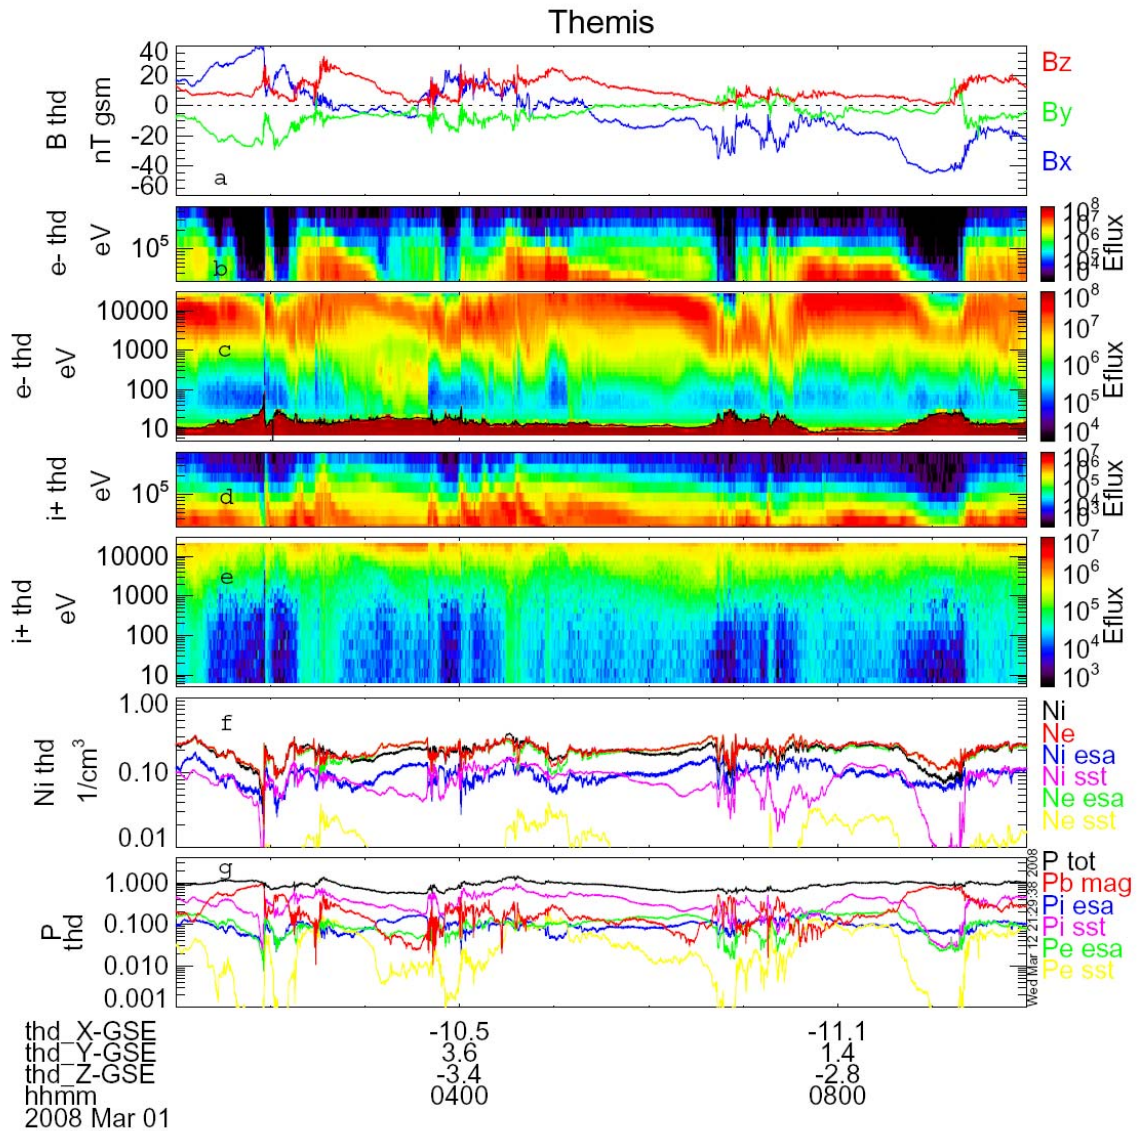 Themis
B thd
nT gsm
40
20
0
-20
-40
-60
a
Bz
By
Bx
e- thd
eV
10^5
b
10^8
10^7
10^6
10^5
10^4
Eflux
e- thd
eV
10000
1000
100
10
c
10^8
10^7
10^6
10^5
10^4
Eflux
i+ thd
eV
10^5
d
10^7
10^6
10^5
10^4
10^3
10^2
Eflux
i+ thd
eV
10000
1000
100
10
e
10^7
10^6
10^5
10^4
10^3
Eflux
Ni thd
1/cm^3
1.00
0.10
0.01
f
Ni
Ne
Ni esa
Ni sst
Ne esa
Ne sst
P
thd
1.000
0.100
0.010
0.001
g
P tot
Pb mag
Pi esa
Pi sst
Pe esa
Pe sst
Wed Mar 12 21:29:38 2008
thd_X-GSE -10.5 -11.1
thd_Y-GSE 3.6 1.4
thd_Z-GSE -3.4 -2.8
hhmm 0400 0800
2008 Mar 01